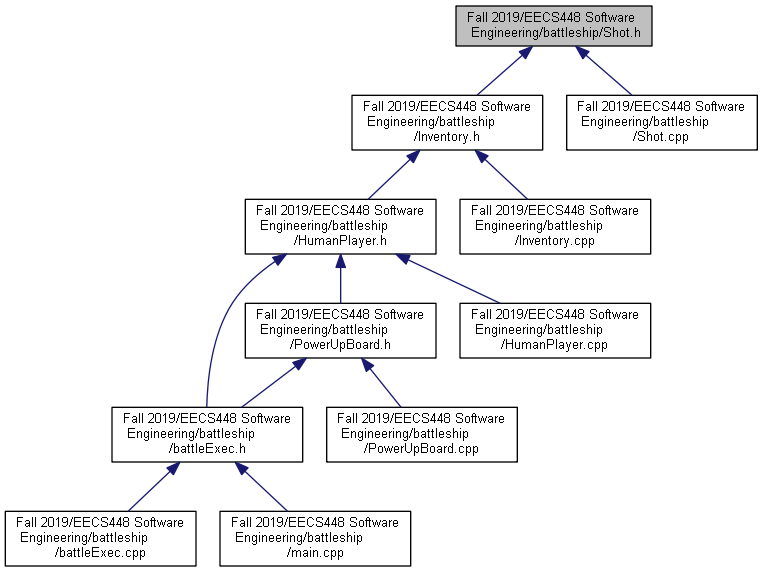 Fall 2019/EECS448 Software
Engineering/battleship/Shot.h
Fall 2019/EECS448 Software
Engineering/battleship
/Inventory.h
Fall 2019/EECS448 Software
Engineering/battleship
/Shot.cpp
Fall 2019/EECS448 Software
Engineering/battleship
/HumanPlayer.h
Fall 2019/EECS448 Software
Engineering/battleship
/Inventory.cpp
Fall 2019/EECS448 Software
Engineering/battleship
/PowerUpBoard.h
Fall 2019/EECS448 Software
Engineering/battleship
/HumanPlayer.cpp
Fall 2019/EECS448 Software
Engineering/battleship
/battleExec.h
Fall 2019/EECS448 Software
Engineering/battleship
/PowerUpBoard.cpp
Fall 2019/EECS448 Software
Engineering/battleship
/battleExec.cpp
Fall 2019/EECS448 Software
Engineering/battleship
/main.cpp